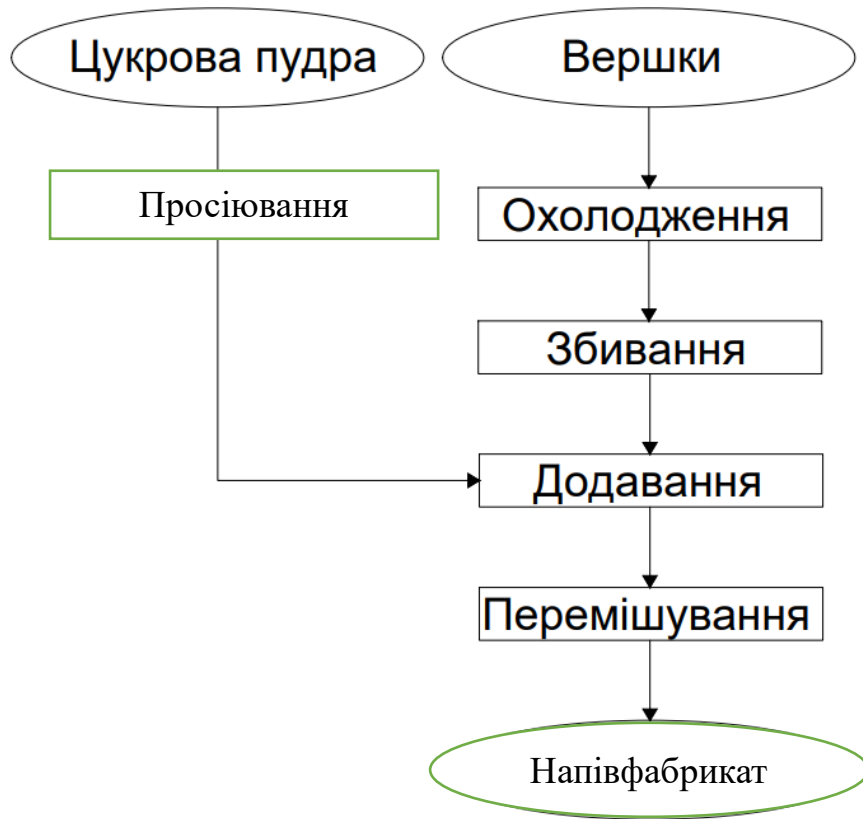 Цукрова пудра
Вершки
Просіювання
Охолодження
Збивання
Додавання
Перемішування
Напівфабрикат